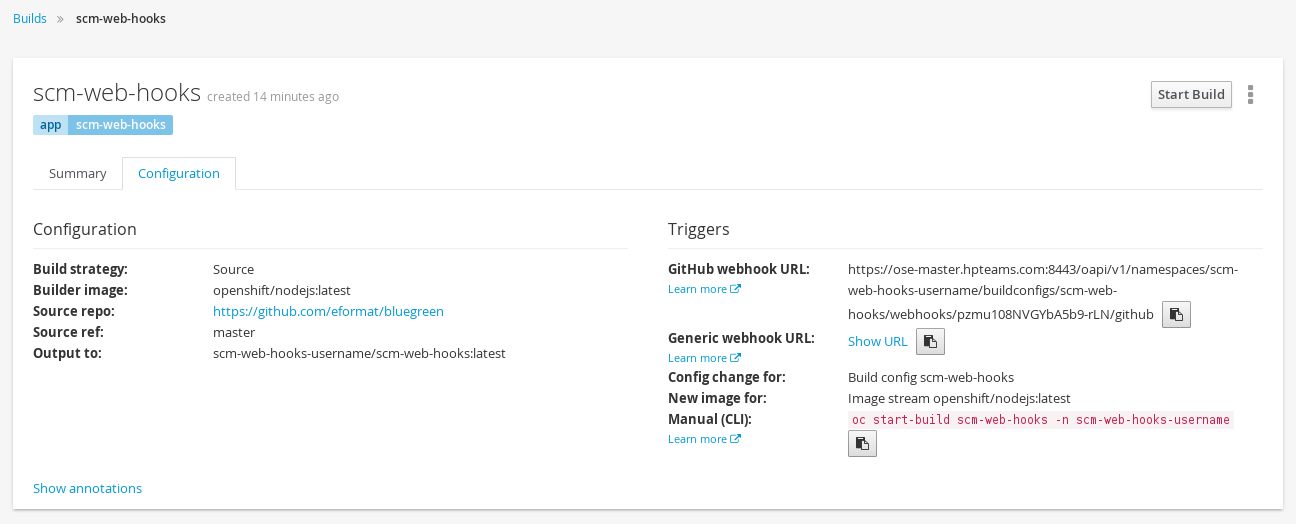 Builds » scm-web-hooks
scm-web-hooks created 14 minutes ago
Start Build
app scm-web-hooks
Summary Configuration
Configuration
Build strategy: Source
Builder image: openshift/nodejs:latest
Source repo: https://github.com/eformat/bluegreen
Source ref: master
Output to: scm-web-hooks-username/scm-web-hooks:latest
Triggers
GitHub webhook URL: https://ose-master.hpteams.com:8443/oapi/v1/namespaces/scm-
Learn more web-hooks-username/buildconfigs/scm-web-
hooks/webhooks/pzmu108NVGYbA5b9-rLN/github
Generic webhook URL: Show URL
Learn more
Config change for: Build config scm-web-hooks
New image for: Image stream openshift/nodejs:latest
Manual (CLI): oc start-build scm-web-hooks -n scm-web-hooks-username
Learn more
Show annotations